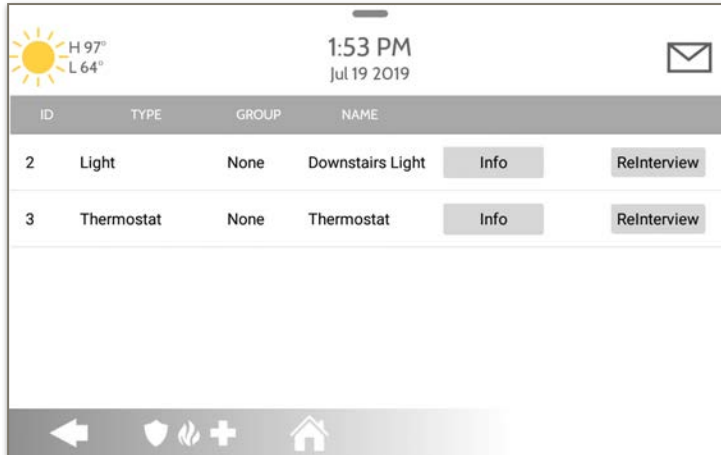 H 97°
L 64°
1:53 PM
Jul 19 2019
ID TYPE GROUP NAME
2 Light None Downstairs Light Info ReInterview
3 Thermostat None Thermostat Info ReInterview